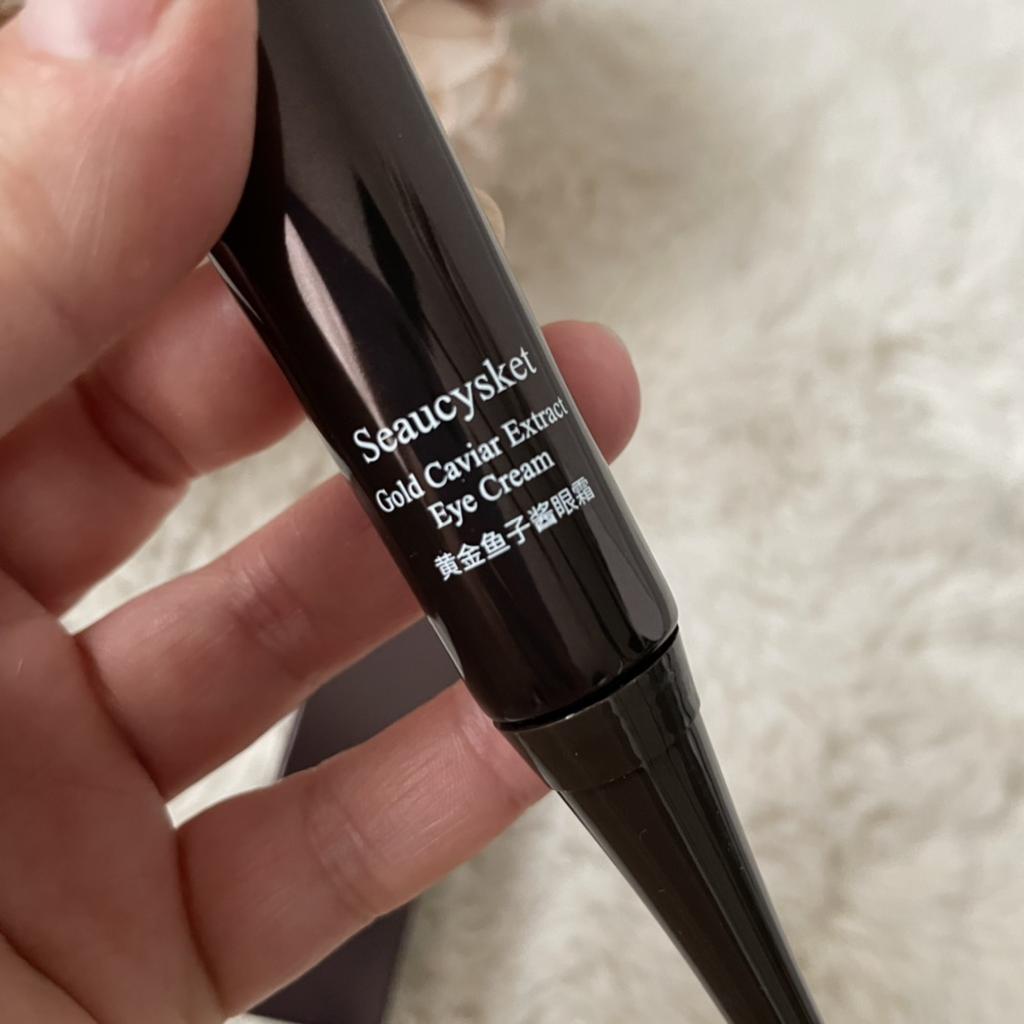 Seaucysket
Gold Caviar Extract
Eye Cream
黄金鱼子酱眼霜